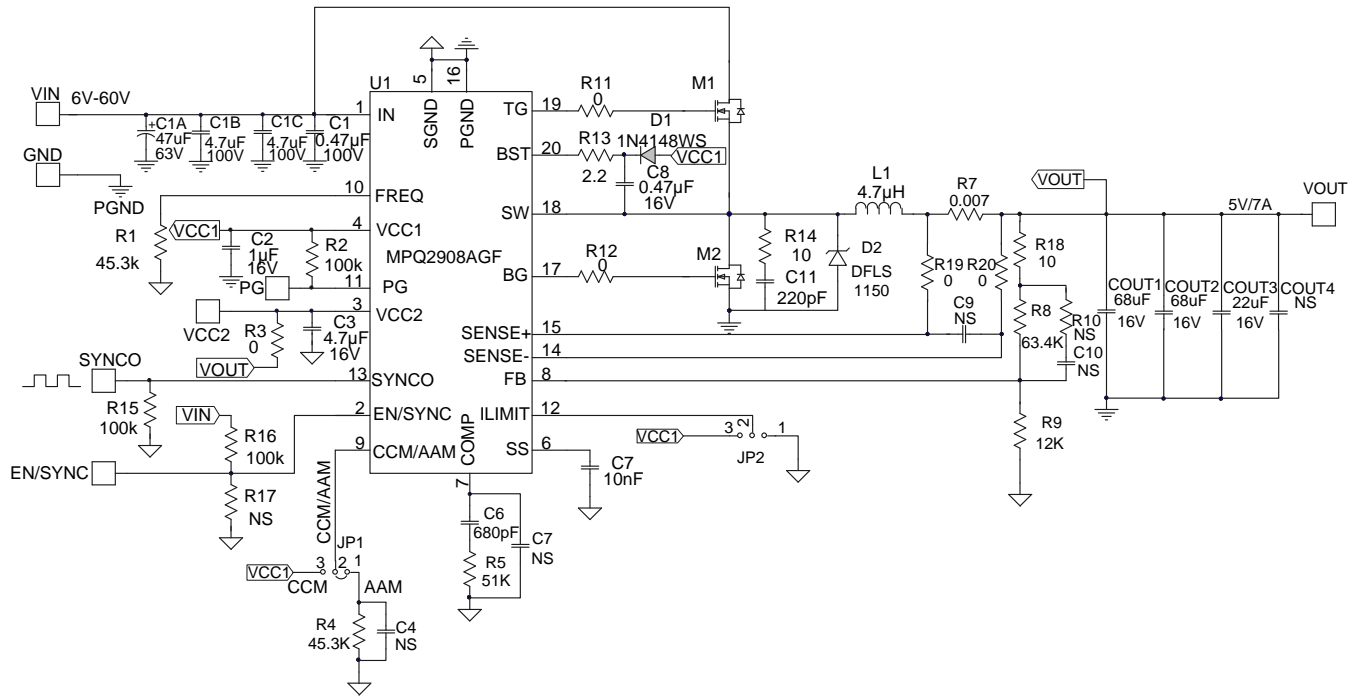 VIN 6V-60V
+C1A
47uF
63V
C1B
4.7uF
100V
C1C
4.7uF
100V
C1
0.47µF
100V
GND
PGND
U1
MPQ2908AGF
1 IN
5 SGND
16 PGND
10 FREQ
4 VCC1
11 PG
3 VCC2
13 SYNCO
2 EN/SYNC
9 CCM/AAM
7 COMP
TG 19
BST 20
SW 18
BG 17
SENSE+ 15
SENSE- 14
FB 8
ILIMIT 12
SS 6
R1
45.3k
VCC1
C2
1µF
16V
R2
100k
PG
VCC2
R3
0
VOUT
C3
4.7µF
16V
SYNCO
R15
100k
VIN
R16
100k
EN/SYNC
R17
NS
CCM/AAM
JP1
VCC1
3 2 1
CCM AAM
R4
45.3K
C4
NS
C6
680pF
R5
51K
C7
NS
C7
10nF
VCC1
3 2 1
JP2
R11
0
M1
R13
2.2
D1
1N4148WS
VCC1
C8
0.47µF
16V
R12
0
M2
R14
10
C11
220pF
D2
DFLS
1150
L1
4.7µH
R7
0.007
R19
0
R20
0
C9
NS
VOUT
R18
10
R8
63.4K
R10
NS
C10
NS
R9
12K
5V/7A
VOUT
COUT1
68uF
16V
COUT2
68uF
16V
COUT3
22uF
16V
COUT4
NS